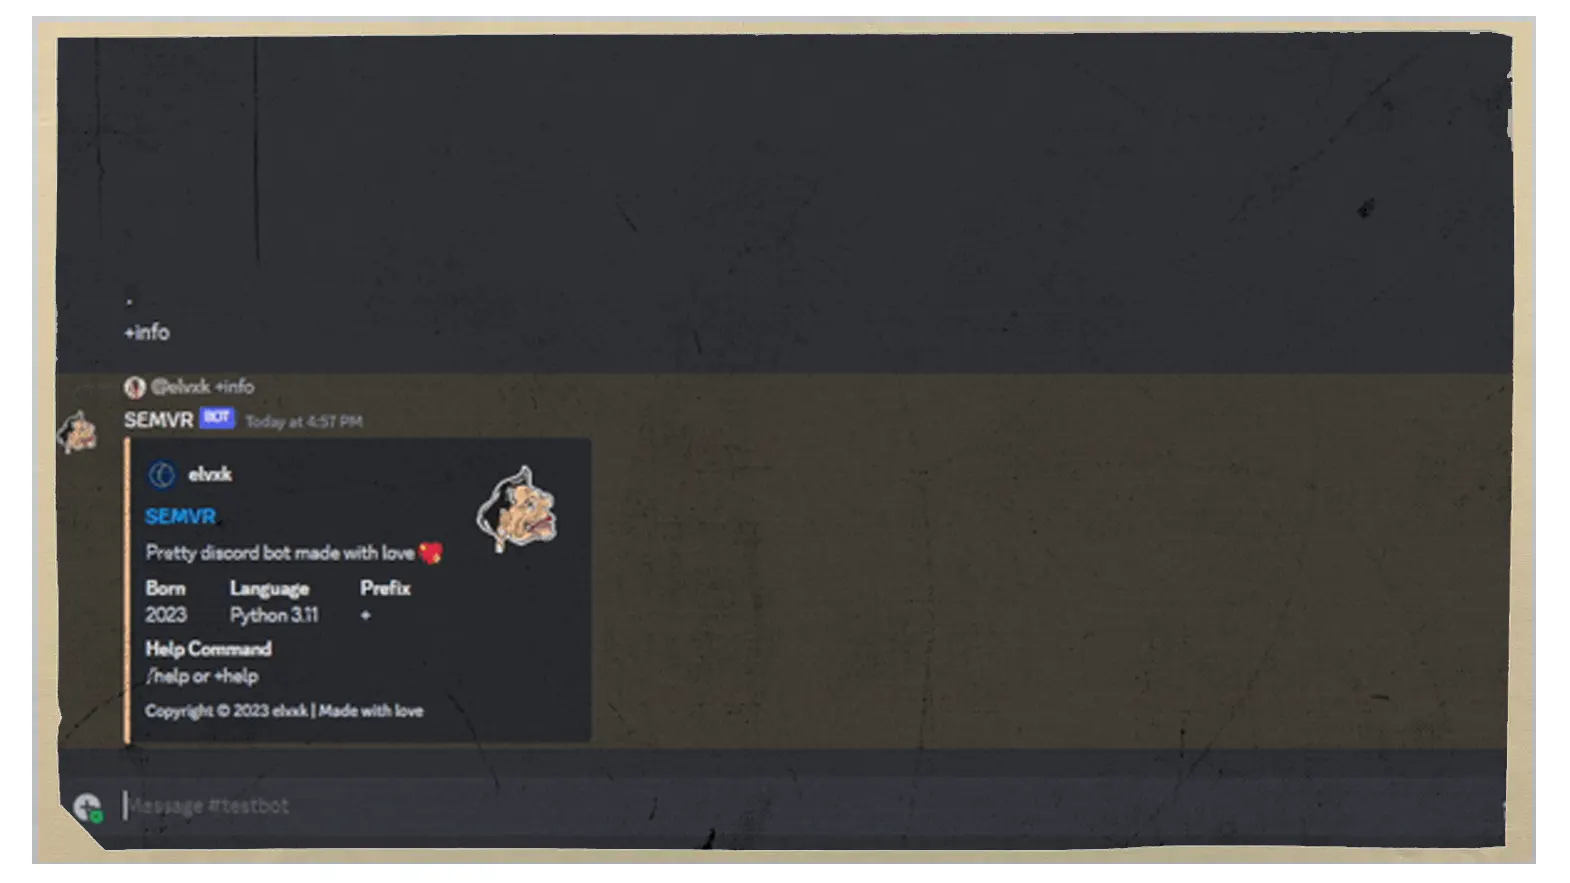 .
+info
@elvxk +info
SEMVR BOT Today at 4:57 PM
elvxk
SEMVR
Pretty discord bot made with love
Born Language Prefix
2023 Python 3.11 +
Help Command
/help or +help
Copyright © 2023 elvxk | Made with love
Message #testbot